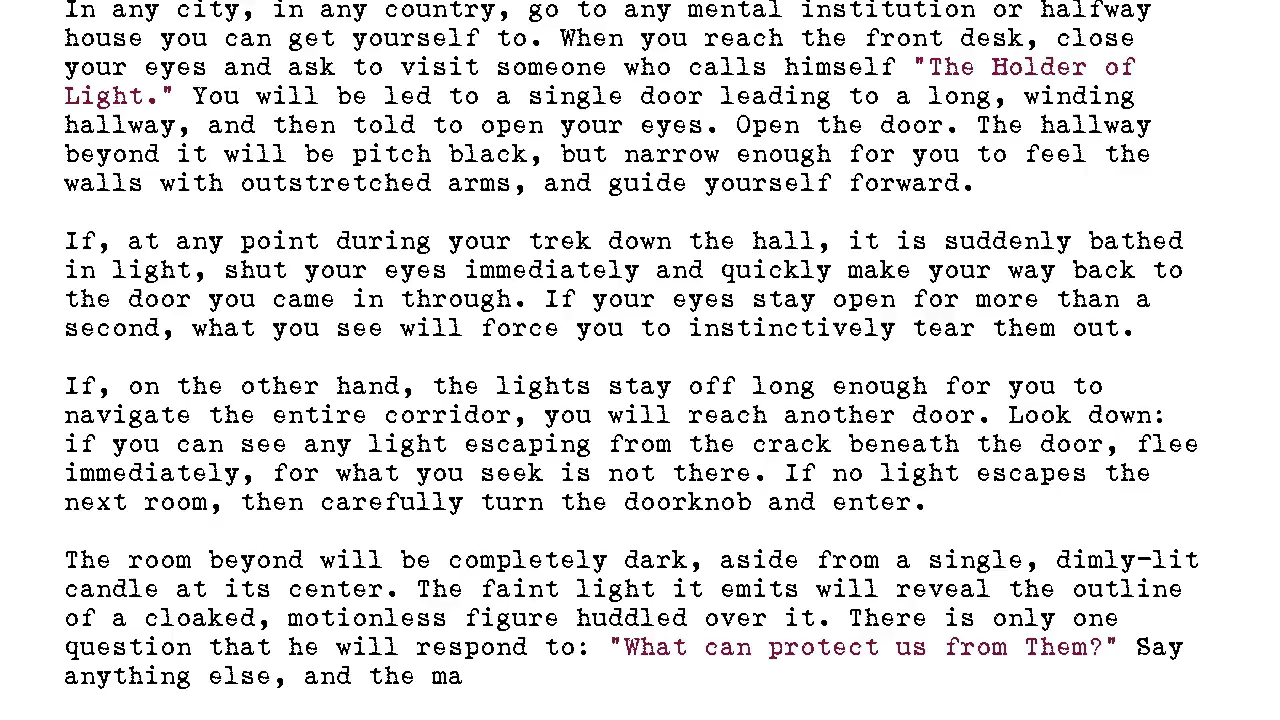 In any city, in any country, go to any mental institution or halfway
house you can get yourself to. When you reach the front desk, close
your eyes and ask to visit someone who calls himself "The Holder of
Light." You will be led to a single door leading to a long, winding
hallway, and then told to open your eyes. Open the door. The hallway
beyond it will be pitch black, but narrow enough for you to feel the
walls with outstretched arms, and guide yourself forward.
If, at any point during your trek down the hall, it is suddenly bathed
in light, shut your eyes immediately and quickly make your way back to
the door you came in through. If your eyes stay open for more than a
second, what you see will force you to instinctively tear them out.
If, on the other hand, the lights stay off long enough for you to
navigate the entire corridor, you will reach another door. Look down:
if you can see any light escaping from the crack beneath the door, flee
immediately, for what you seek is not there. If no light escapes the
next room, then carefully turn the doorknob and enter.
The room beyond will be completely dark, aside from a single, dimly-lit
candle at its center. The faint light it emits will reveal the outline
of a cloaked, motionless figure huddled over it. There is only one
question that he will respond to: "What can protect us from Them?" Say
anything else, and the ma